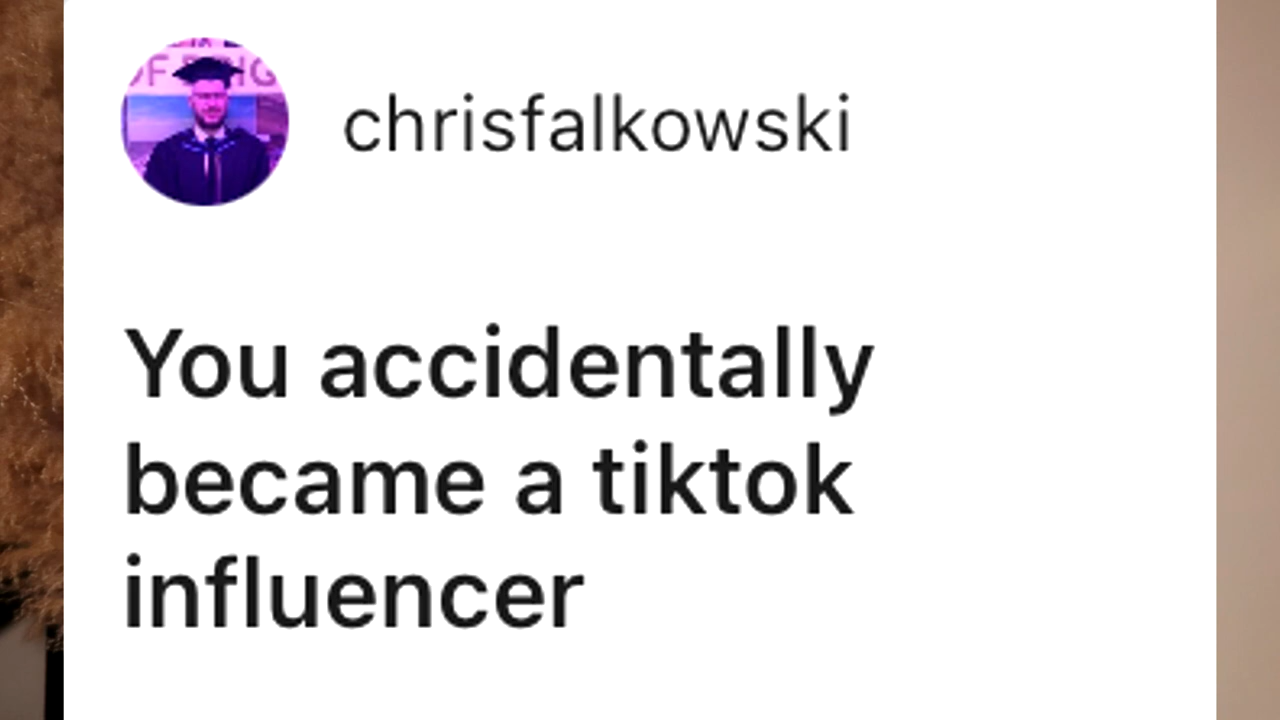 chrisfalkowski
You accidentally
became a tiktok
influencer